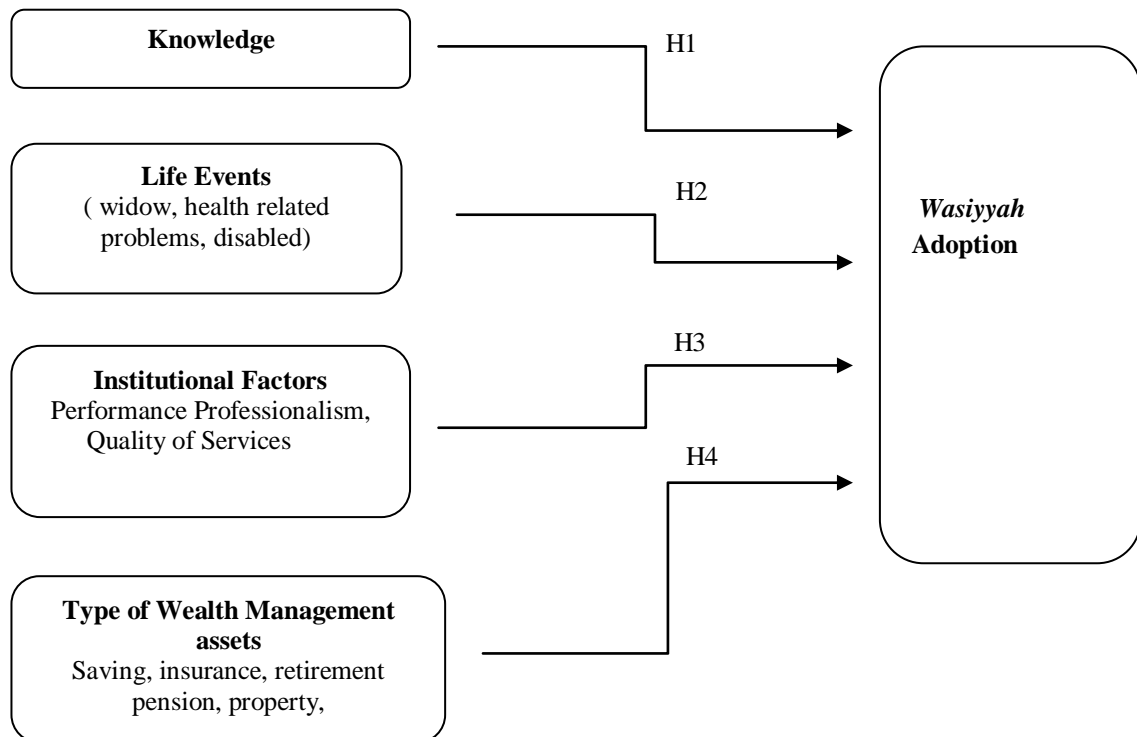 Knowledge
H1
Life Events
( widow, health related
problems, disabled)
H2
Wasiyyah
Adoption
H3
Institutional Factors
Performance Professionalism,
Quality of Services
H4
Type of Wealth Management
assets
Saving, insurance, retirement
pension, property,